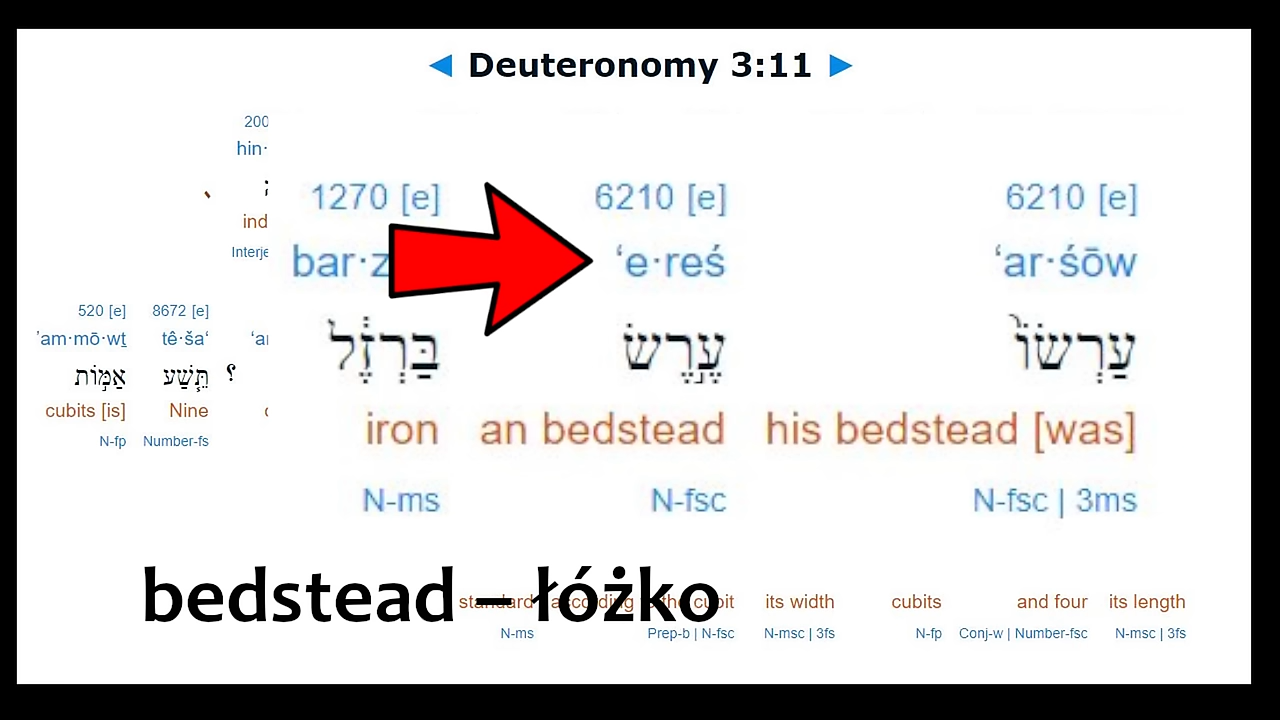 ◄ Deuteronomy 3:11 ►
200
hin·
ind
Interje
1270 [e] 6210 [e] 6210 [e]
bar·z ‘e·reś ‘ar·śōw
בַּרְזֶ֔ל עֶ֣רֶשׂ עַרְשׂוֹ֙
iron an bedstead his bedstead [was]
N-ms N-fsc N-fsc | 3ms
520 [e] 8672 [e]
’am·mō·wṯ tê·ša‘ ‘ar
אַמּ֣וֹת תֵּ֧שַׁע ؟
cubits [is] Nine
N-fp Number-fs
bedstead – łóżko
standard according to the cubit its width cubits and four its length
N-ms Prep-b | N-fsc N-msc | 3fs N-fp Conj-w | Number-fsc N-msc | 3fs